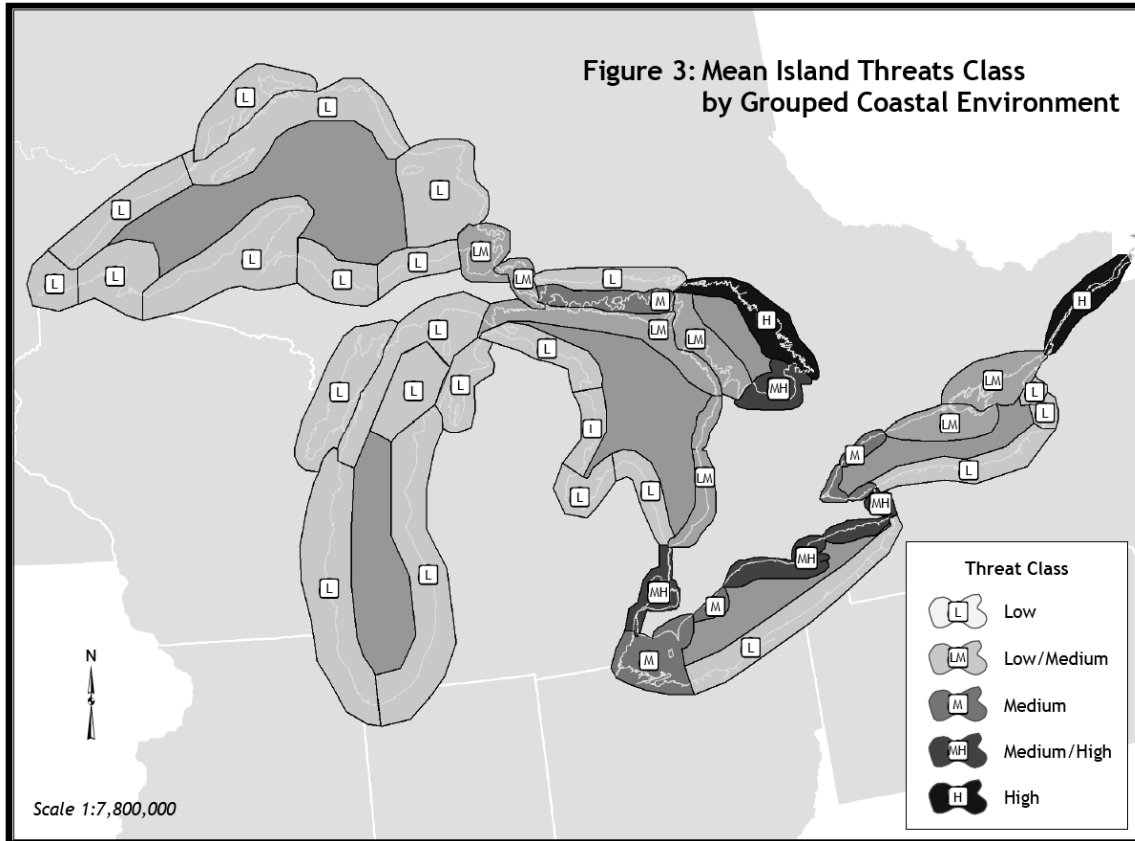 Figure 3: Mean Island Threats Class
by Grouped Coastal Environment
L
L
L
L
LM
L
L
L
L
L
L
LM
L
M
H
LM
LM
L
L
MH
L
L
L
LM
L
L
LM
I
M
L
LM
L
L
MH
MH
L
L
MH
M
L
M
N
Scale 1:7,800,000
H
Threat Class
L Low
LM Low/Medium
M Medium
MH Medium/High
H High